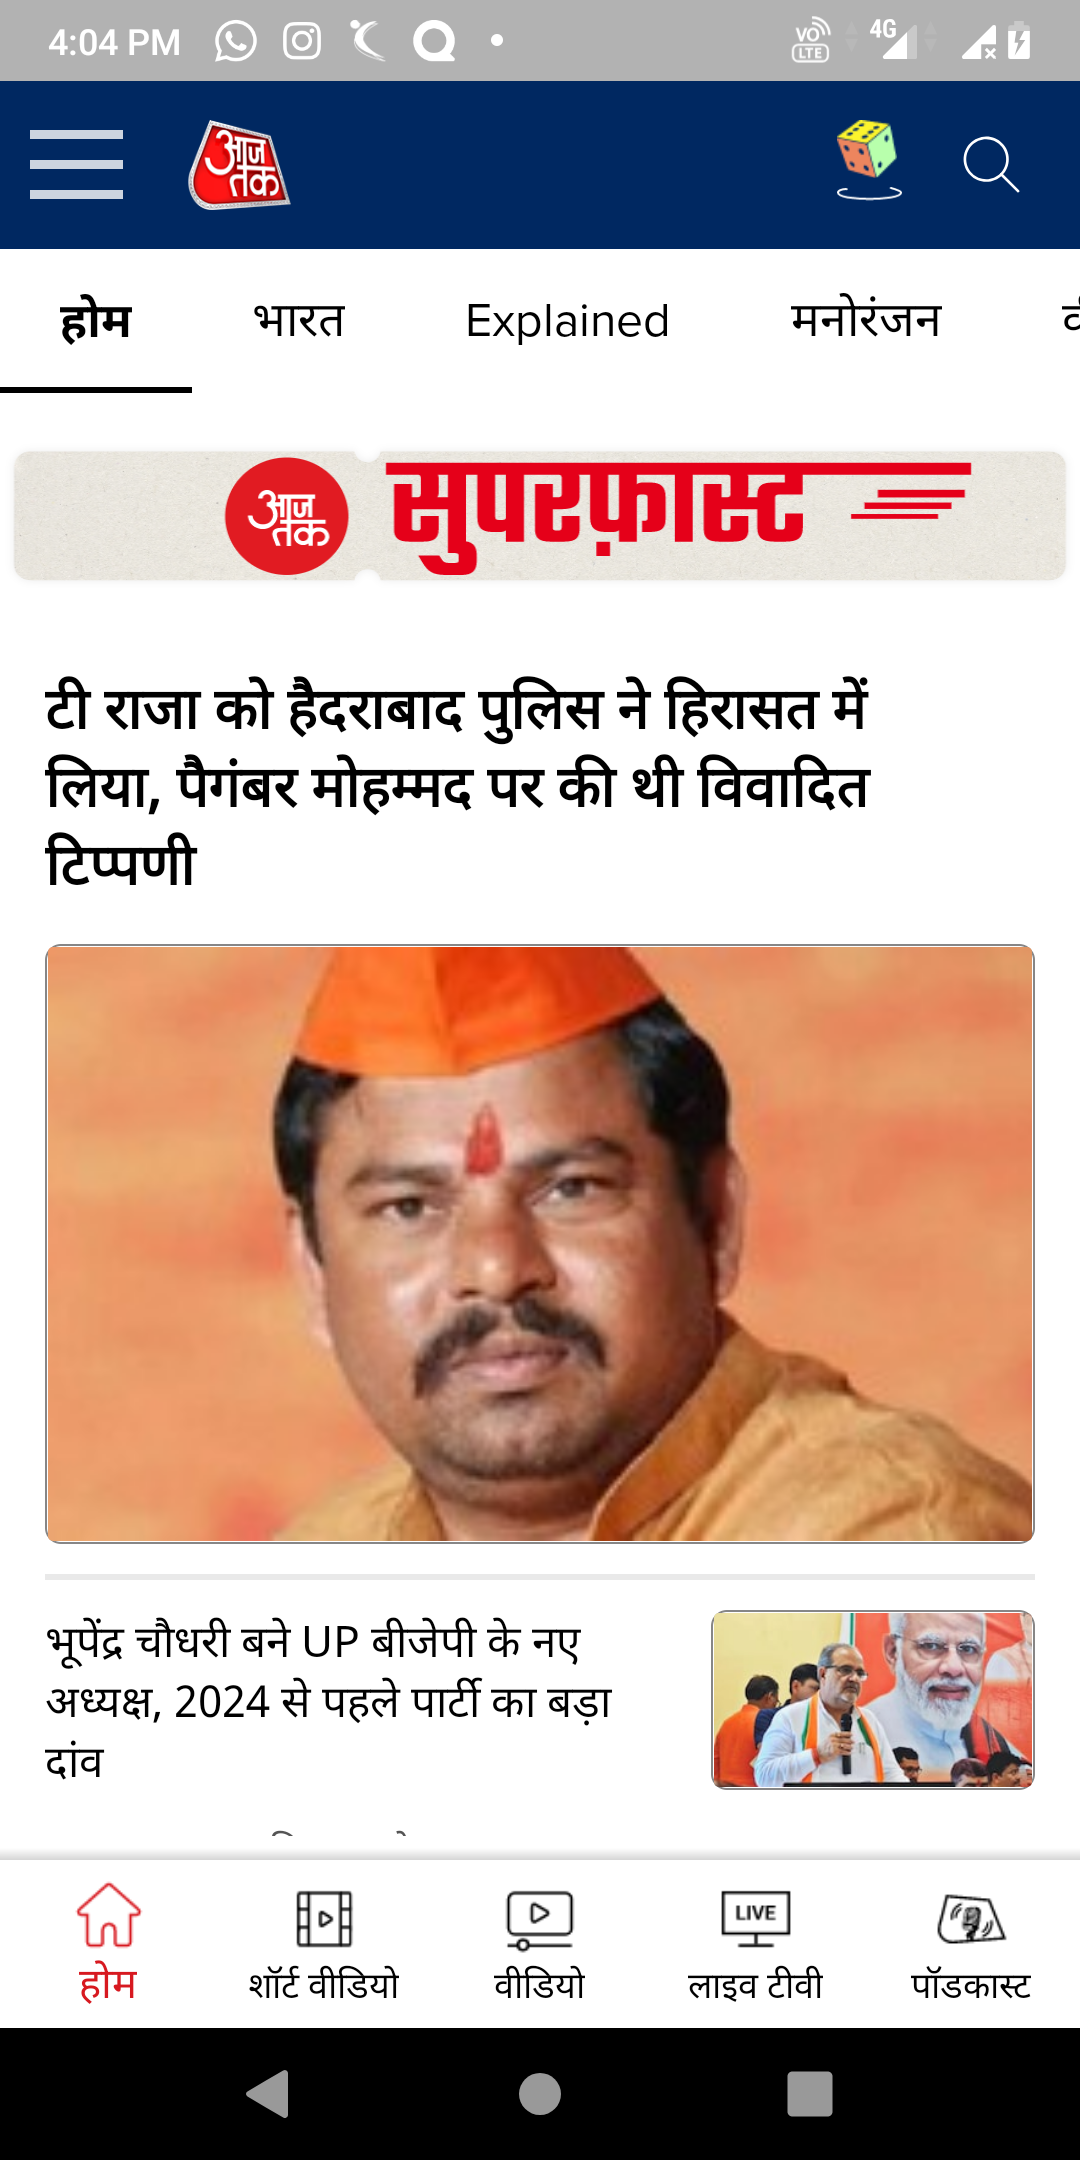 4:04 PM
VO LTE 4G
आज तक
होम भारत Explained मनोरंजन
आज तक सुपरफ़ास्ट
टी राजा को हैदराबाद पुलिस ने हिरासत में
लिया, पैगंबर मोहम्मद पर की थी विवादित
टिप्पणी
भूपेंद्र चौधरी बने UP बीजेपी के नए
अध्यक्ष, 2024 से पहले पार्टी का बड़ा
दांव
LIVE
होम शॉर्ट वीडियो वीडियो लाइव टीवी पॉडकास्ट